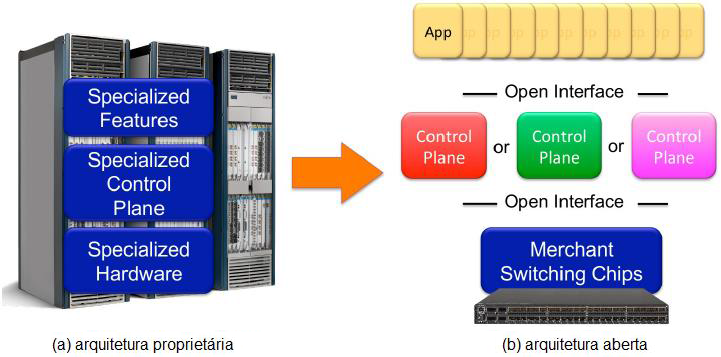 Specialized
Features
Specialized
Control
Plane
Specialized
Hardware
(a) arquitetura proprietária
App
Open Interface
Control
Plane
or
Control
Plane
or
Control
Plane
Open Interface
Merchant
Switching Chips
(b) arquitetura aberta